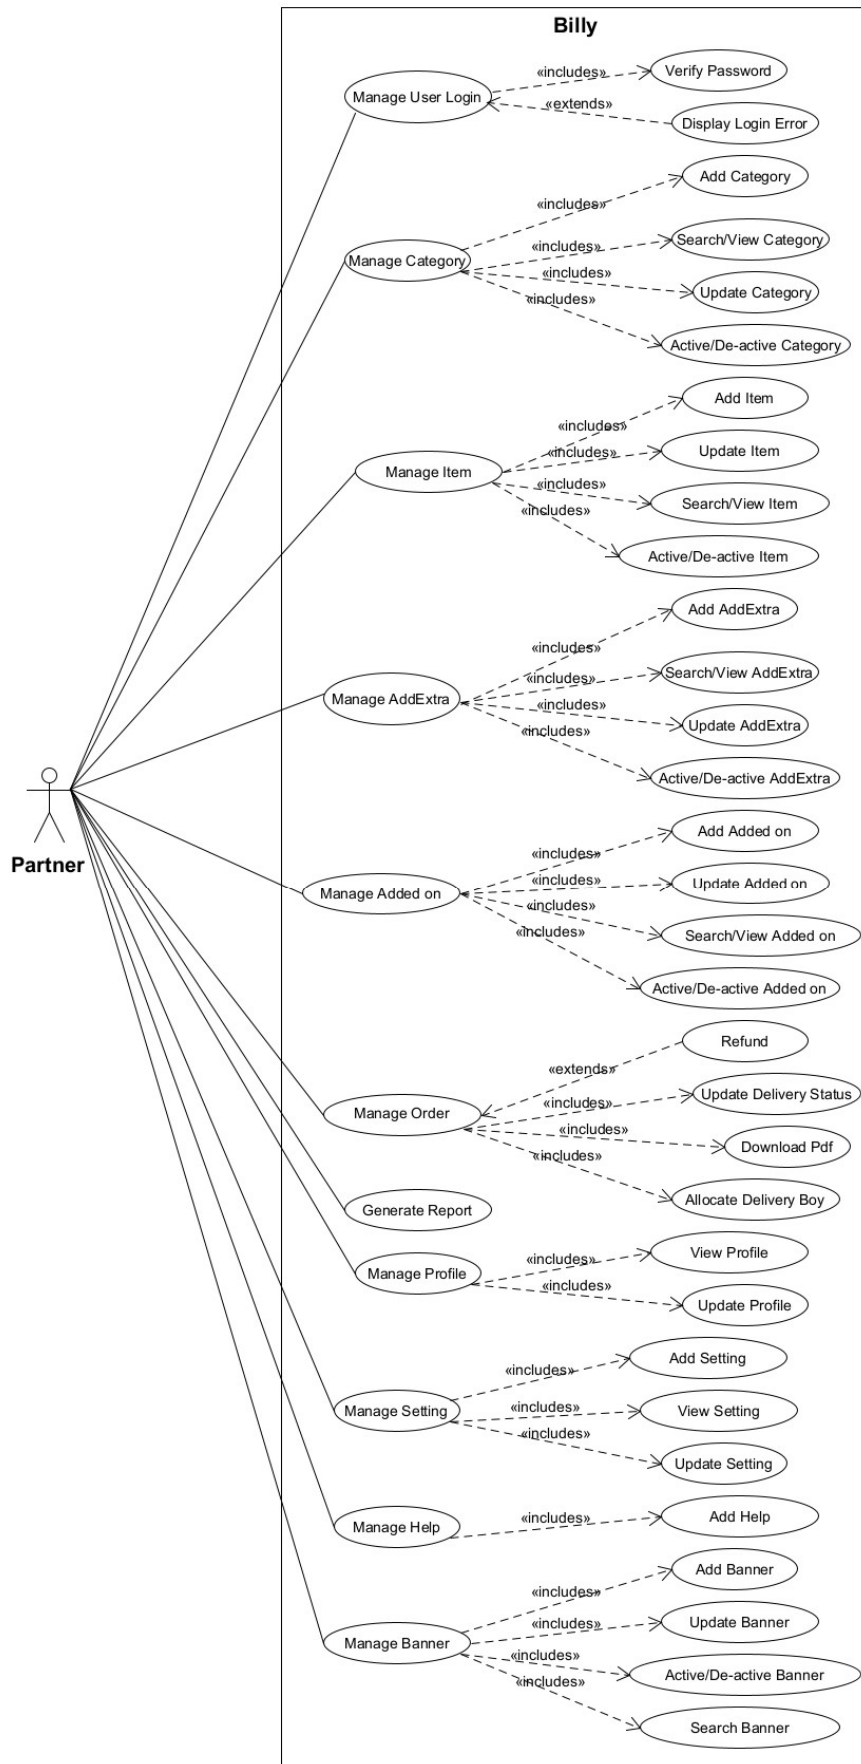 Billy
Manage User Login
«includes»
Verify Password
«extends»
Display Login Error
Manage Category
«includes»
Add Category
«includes»
Search/View Category
«includes»
Update Category
«includes»
Active/De-active Category
Manage Item
«includes»
Add Item
«includes»
Update Item
«includes»
Search/View Item
«includes»
Active/De-active Item
Manage AddExtra
«includes»
Add AddExtra
«includes»
Search/View AddExtra
«includes»
Update AddExtra
«includes»
Active/De-active AddExtra
Partner
Manage Added on
«includes»
Add Added on
«includes»
Update Added on
«includes»
Search/View Added on
«includes»
Active/De-active Added on
Manage Order
«extends»
Refund
«includes»
Update Delivery Status
«includes»
Download Pdf
«includes»
Allocate Delivery Boy
Generate Report
Manage Profile
«includes»
View Profile
«includes»
Update Profile
Manage Setting
«includes»
Add Setting
«includes»
View Setting
«includes»
Update Setting
Manage Help
«includes»
Add Help
Manage Banner
«includes»
Add Banner
«includes»
Update Banner
«includes»
Active/De-active Banner
«includes»
Search Banner